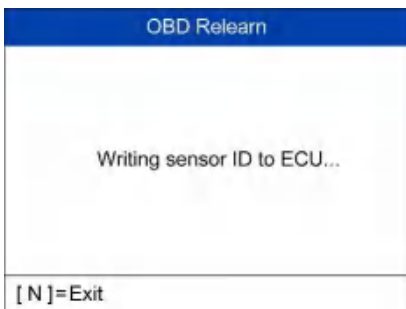 OBD Relearn
Writing sensor ID to ECU...
[ N ]=Exit